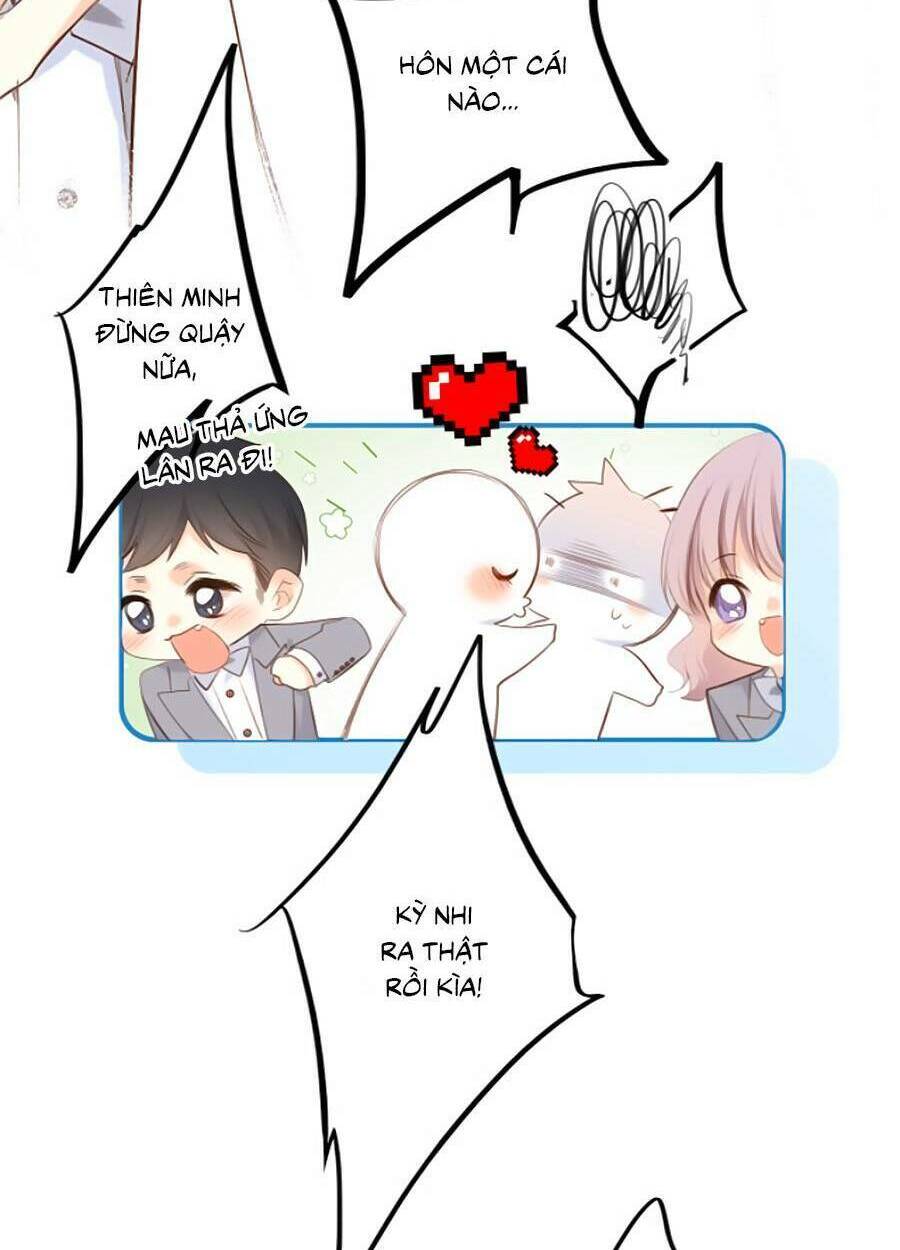 HÔN MỘT CÁI
NÀO...
THIÊN MINH
ĐỪNG QUẬY
NỮA,
MAU THẢ ỨNG
LÂN RA ĐI!
KỲ NHI
RA THẬT
RỒI KÌA!